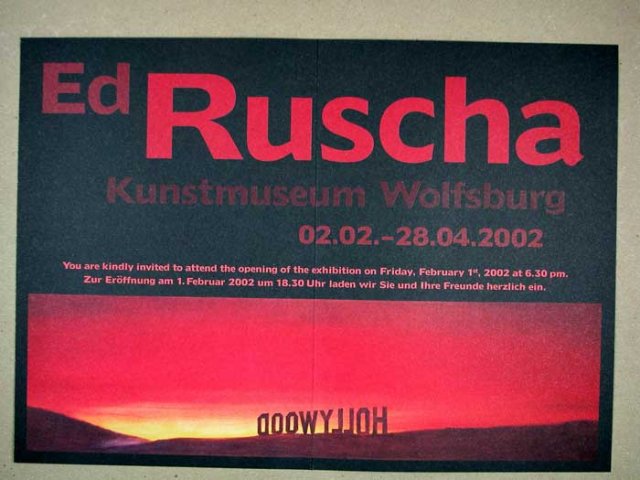 Ed Ruscha
Kunstmuseum Wolfsburg
02.02.–28.04.2002
You are kindly invited to attend the opening of the exhibition on Friday, February 1st, 2002 at 6.30 pm.
Zur Eröffnung am 1. Februar 2002 um 18.30 Uhr laden wir Sie und Ihre Freunde herzlich ein.
HOLLYWOOD